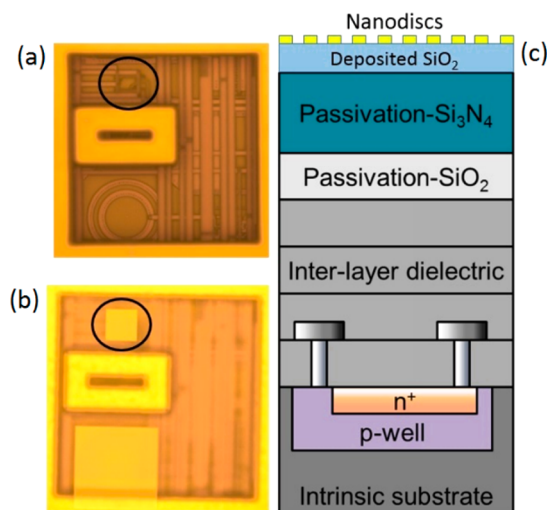 Nanodiscs
(a)
(c)
Deposited SiO₂
Passivation-Si₃N₄
Passivation-SiO₂
Inter-layer dielectric
(b)
n⁺
p-well
Intrinsic substrate